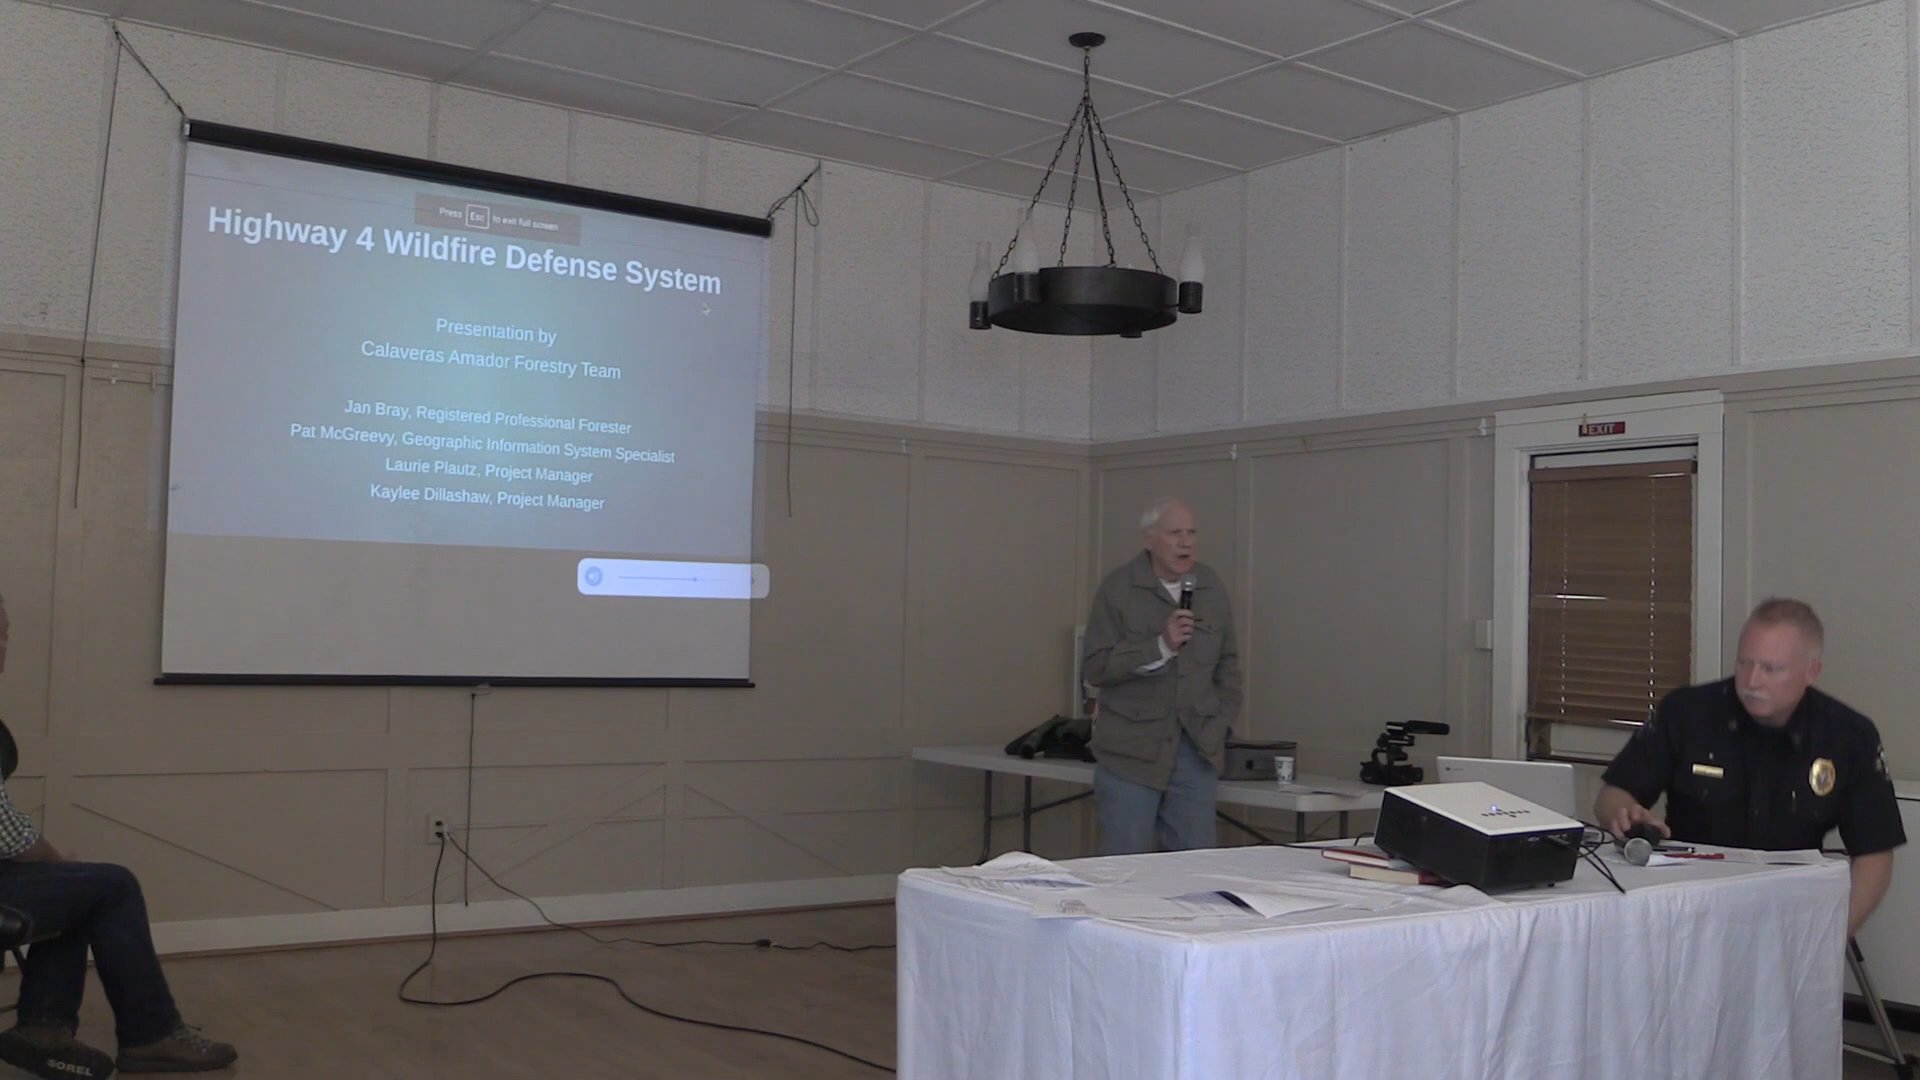 Press Esc to exit full screen
Highway 4 Wildfire Defense System
Presentation by
Calaveras Amador Forestry Team
Jan Bray, Registered Professional Forester
Pat McGreevy, Geographic Information System Specialist
Laurie Plautz, Project Manager
Kaylee Dillashaw, Project Manager
EXIT
SOREL